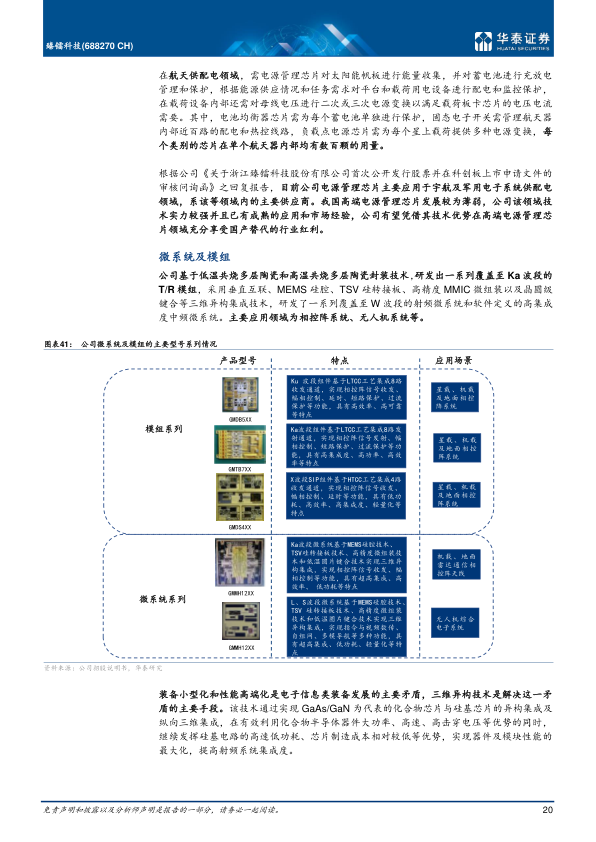 臻镭科技(688270 CH)
华泰证券
HUATAI SECURITIES
在航天供配电领域，需电源管理芯片对太阳能帆板进行能量收集，并对蓄电池进行充放电
管理和保护，根据能源供应情况和任务需求对平台和载荷用电设备进行配电和监控保护，
在载荷设备内部还需对母线电压进行二次或三次电源变换以满足载荷板卡芯片的电压电流
需要。其中，电池均衡器芯片需为每个蓄电池单独进行保护，固态电子开关需管理航天器
内部近百路的配电和热控线路，负载点电源芯片需为每个星上载荷提供多种电源变换，每
个类别的芯片在单个航天器内部均有数百颗的用量。
根据公司《关于浙江臻镭科技股份有限公司首次公开发行股票并在科创板上市申请文件的
审核问询函》之回复报告，目前公司电源管理芯片主要应用于宇航及军用电子系统供配电
领域，系该等领域内的主要供应商。我国高端电源管理芯片发展较为薄弱，公司该领域技
术实力较强并且已有成熟的应用和市场经验，公司有望凭借其技术优势在高端电源管理芯
片领域充分享受国产替代的行业红利。
微系统及模组
公司基于低温共烧多层陶瓷和高温共烧多层陶瓷封装技术，研发出一系列覆盖至 Ka 波段的
T/R 模组，采用垂直互联、MEMS 硅腔、TSV 硅转接板、高精度 MMIC 微组装以及晶圆级
键合等三维异构集成技术，研发了一系列覆盖至 W 波段的射频微系统和软件定义的高集成
度中频微系统。主要应用领域为相控阵系统、无人机系统等。
图表41： 公司微系统及模组的主要型号系列情况
产品型号 特点 应用场景
模组系列
GMDB5XX
Ku 波段组件基于LTCC工艺集成8路
收发通道，实现相控阵信号收发、
幅相控制、延时、短路保护、过流
保护等功能，具有高效率、高可靠
等特点
星载、机载
及地面相控
阵系统
GMTB7XX
Ka波段组件基于LTCC工艺集成8路发
射通道，实现相控阵信号发射、幅
相控制、短路保护、过流保护等功
能，具有高集成度、高功率、高效
率等特点
星载、机载
及地面相控
阵系统
GMDS4XX
X波段SIP组件基于HTCC工艺集成4路
收发通道，实现相控阵信号收发、
幅相控制、延时等功能，具有低功
耗、高效率、高集成度、轻量化等
特点
星载、机载
及地面相控
阵系统
微系统系列
GMMH12XX
Ka波段微系统基于MEMS硅腔技术、
TSV硅转接板技术、高精度微组装技
术和低温圆片键合技术实现三维异
构集成，实现相控阵信号收发、幅
相控制等功能，具有超高集成、高
效率、 低功耗等特点
机载、地面
雷达通信相
控阵天线
GMMH12XX
L、S波段微系统基于MEMS硅腔技术、
TSV 硅转接板技术、高精度微组装
技术和低温圆片键合技术实现三维
异构集成，实现指令与视频数传、
自组网、多模导航等多种功能，具
有超高集成、低功耗、轻量化等特
点
无人机综合
电子系统
资料来源：公司招股说明书，华泰研究
装备小型化和性能高端化是电子信息类装备发展的主要矛盾，三维异构技术是解决这一矛
盾的主要手段。该技术通过实现 GaAs/GaN 为代表的化合物芯片与硅基芯片的异构集成及
纵向三维集成，在有效利用化合物半导体器件大功率、高速、高击穿电压等优势的同时，
继续发挥硅基电路的高速低功耗、芯片制造成本相对较低等优势，实现器件及模块性能的
最大化，提高射频系统集成度。
免责声明和披露以及分析师声明是报告的一部分，请务必一起阅读。
20